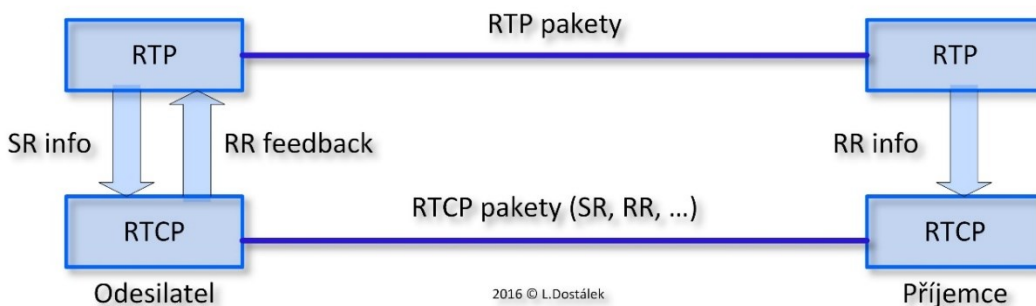 RTP pakety
RTP
RTP
SR info
RR feedback
RR info
RTCP pakety (SR, RR, ...)
RTCP
RTCP
Odesilatel
2016 © L.Dostálek
Příjemce